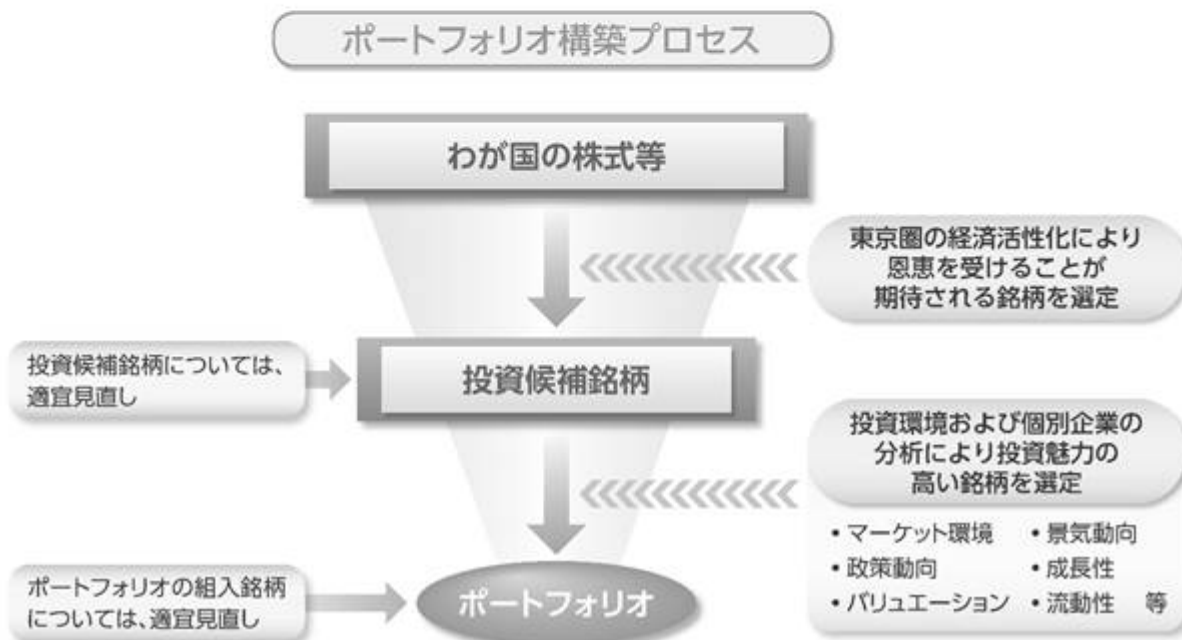 ポートフォリオ構築プロセス
わが国の株式等
東京圏の経済活性化により
恩恵を受けることが
期待される銘柄を選定
投資候補銘柄については、
適宜見直し
投資候補銘柄
投資環境および個別企業の
分析により投資魅力の
高い銘柄を選定
・マーケット環境 ・景気動向
・政策動向 ・成長性
・バリュエーション ・流動性 等
ポートフォリオの組入銘柄
については、適宜見直し
ポートフォリオ